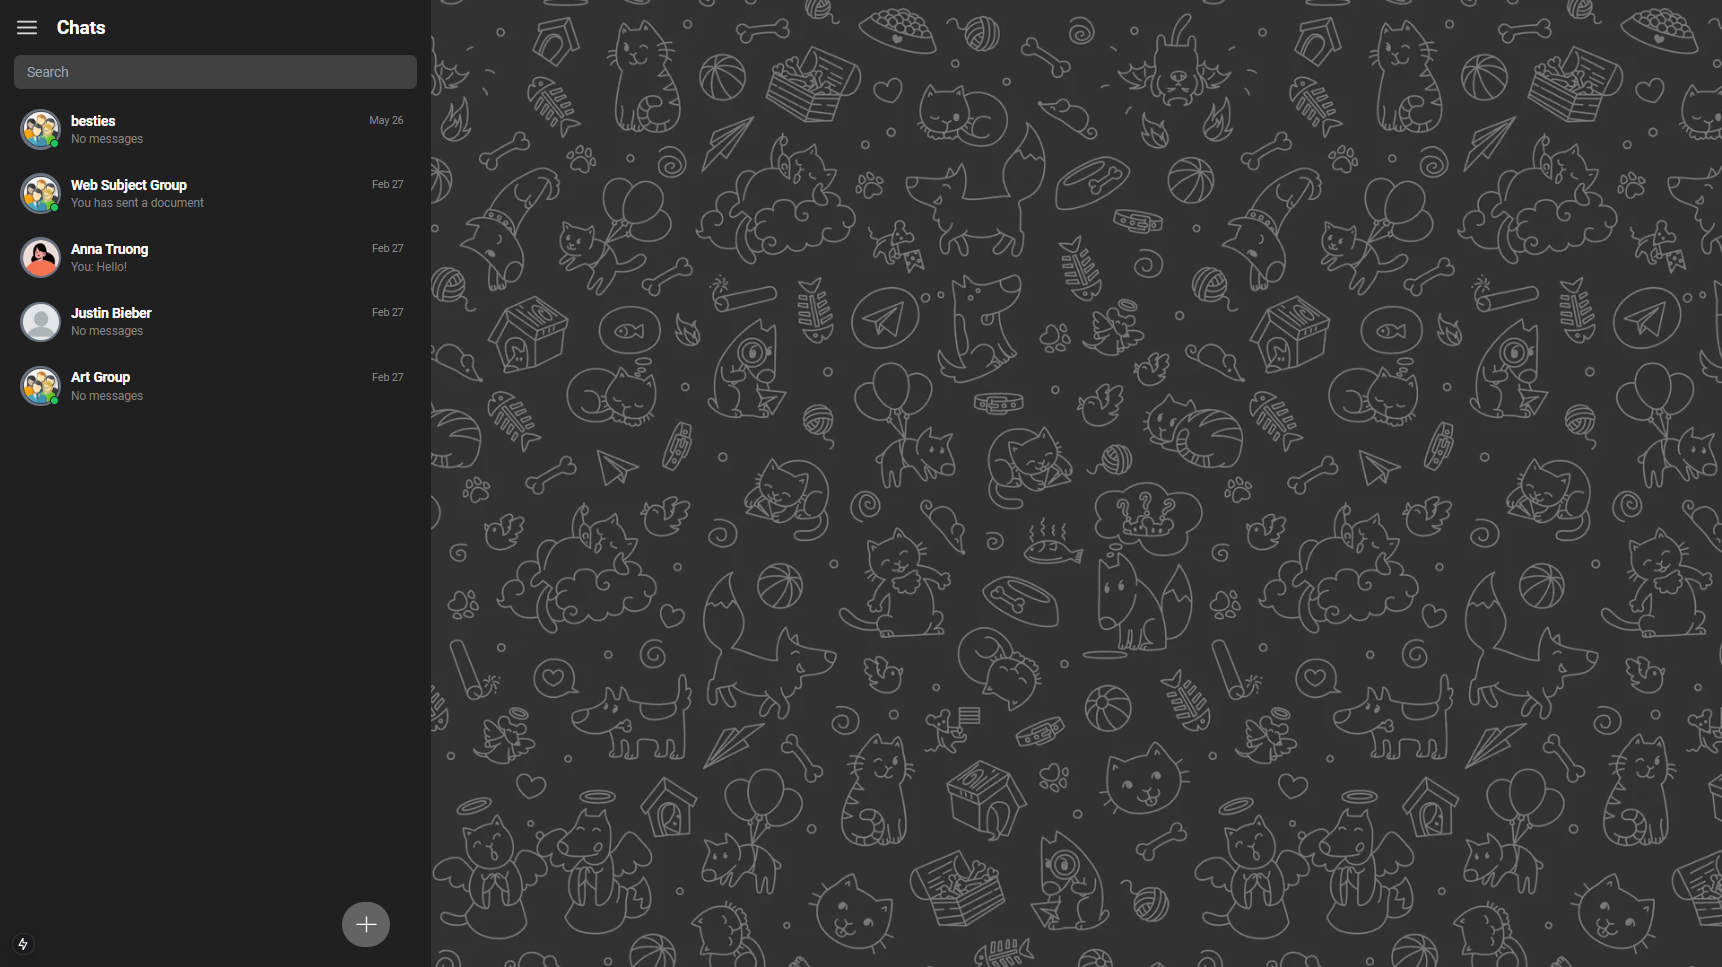 Chats
Search
besties
May 26
No messages
Web Subject Group
Feb 27
You has sent a document
Anna Truong
Feb 27
You: Hello!
Justin Bieber
Feb 27
No messages
Art Group
Feb 27
No messages